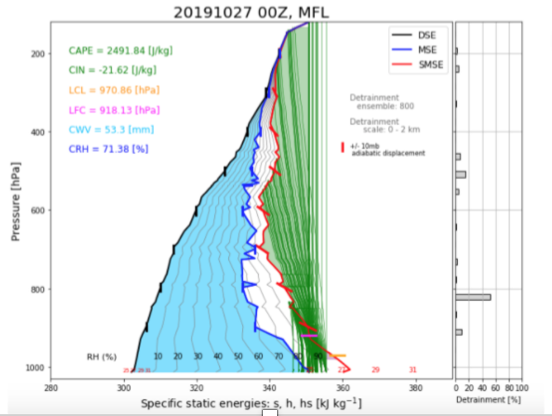 20191027 00Z, MFL
CAPE = 2491.84 [J/kg]
CIN = -21.62 [J/kg]
LCL = 970.86 [hPa]
LFC = 918.13 [hPa]
CWV = 53.3 [mm]
CRH = 71.38 [%]
DSE
MSE
SMSE
Detrainment
ensemble: 800
Detrainment
scale: 0 - 2 km
+/- 10mb
adiabatic displacement
Pressure [hPa]
200
400
600
800
1000
RH (%) 10 20 30 40 50 60 70 80 90
29 31
280 300 320 340 360 380
0 20 40 60 80 100
Specific static energies: s, h, hs [kJ kg⁻¹]
Detrainment [%]